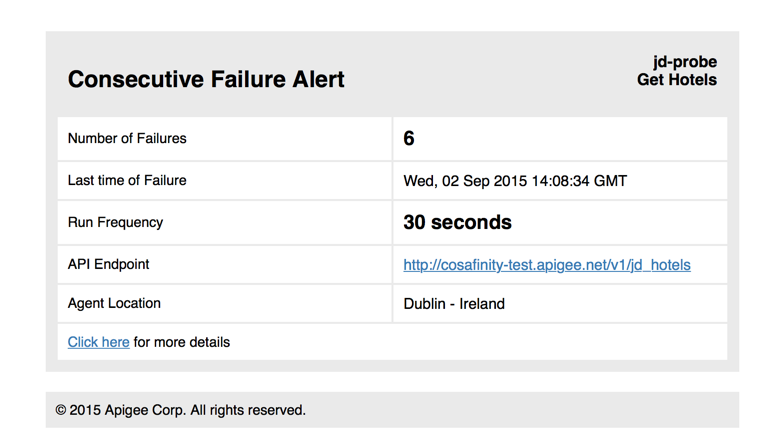 jd-probe
Consecutive Failure Alert
Get Hotels
Number of Failures
6
Last time of Failure
Wed, 02 Sep 2015 14:08:34 GMT
Run Frequency
30 seconds
API Endpoint
http://cosafinity-test.apigee.net/v1/jd_hotels
Agent Location
Dublin - Ireland
Click here for more details
© 2015 Apigee Corp. All rights reserved.